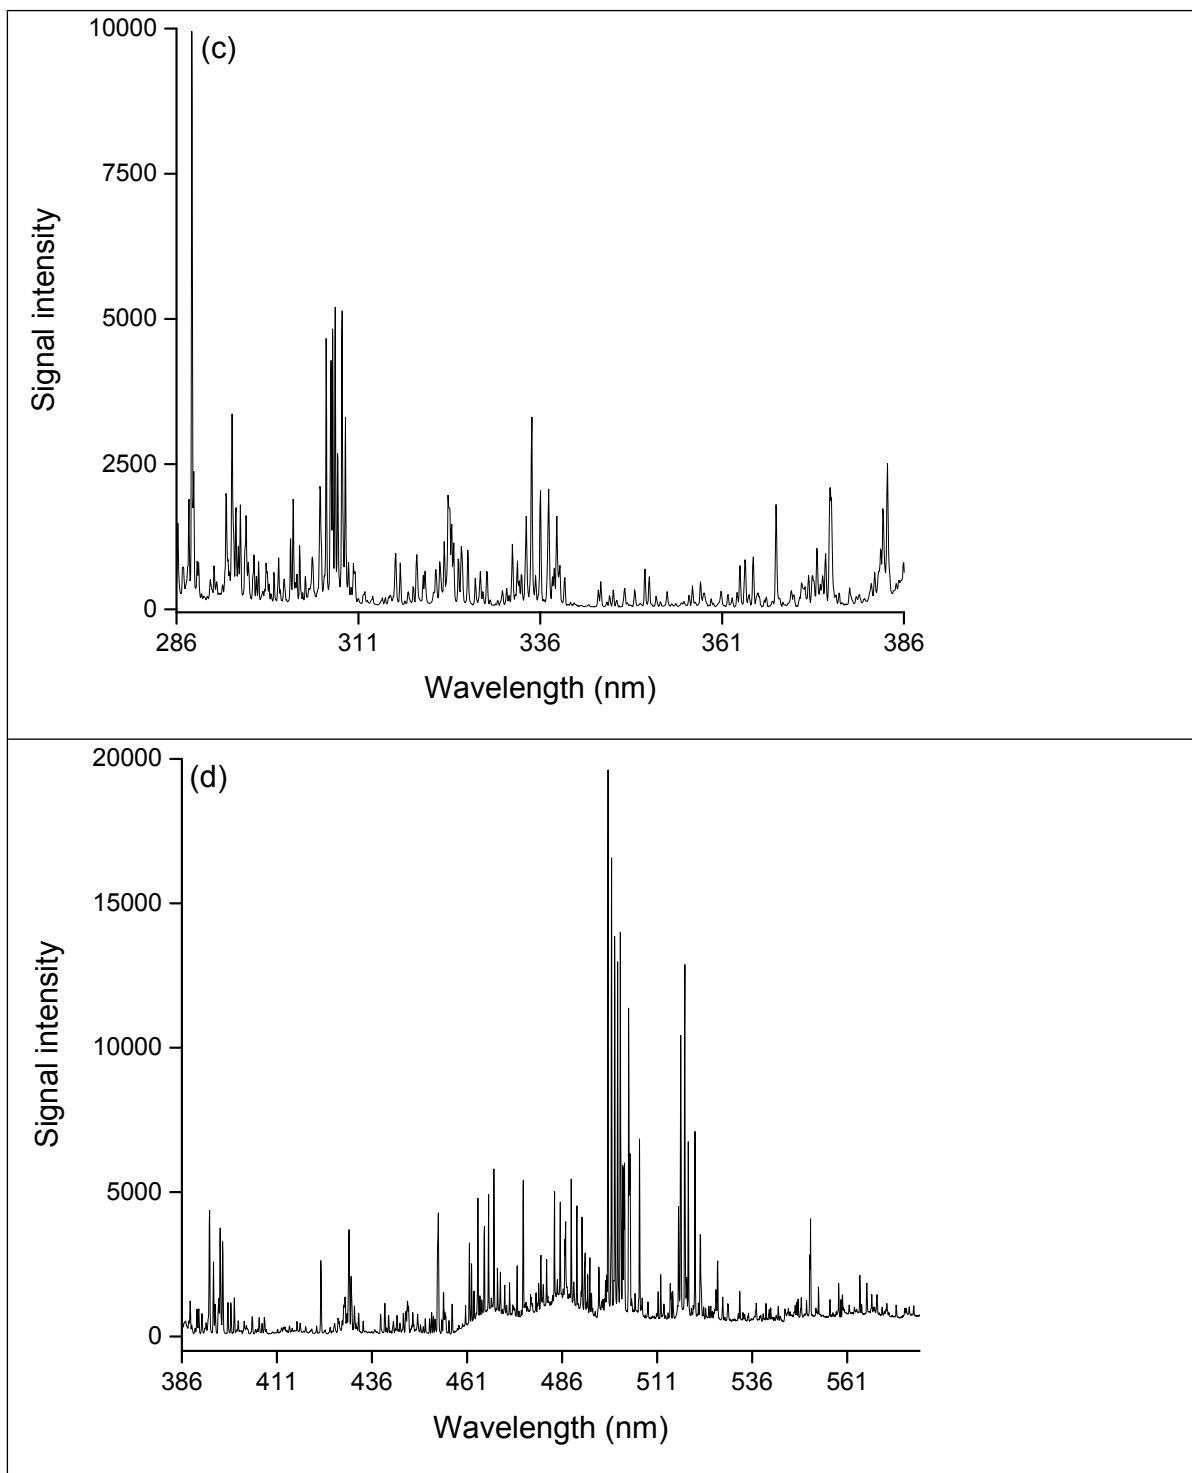 (c)
10000
7500
5000
2500
0
Signal intensity
286 311 336 361 386
Wavelength (nm)
(d)
20000
15000
10000
5000
0
Signal intensity
386 411 436 461 486 511 536 561
Wavelength (nm)